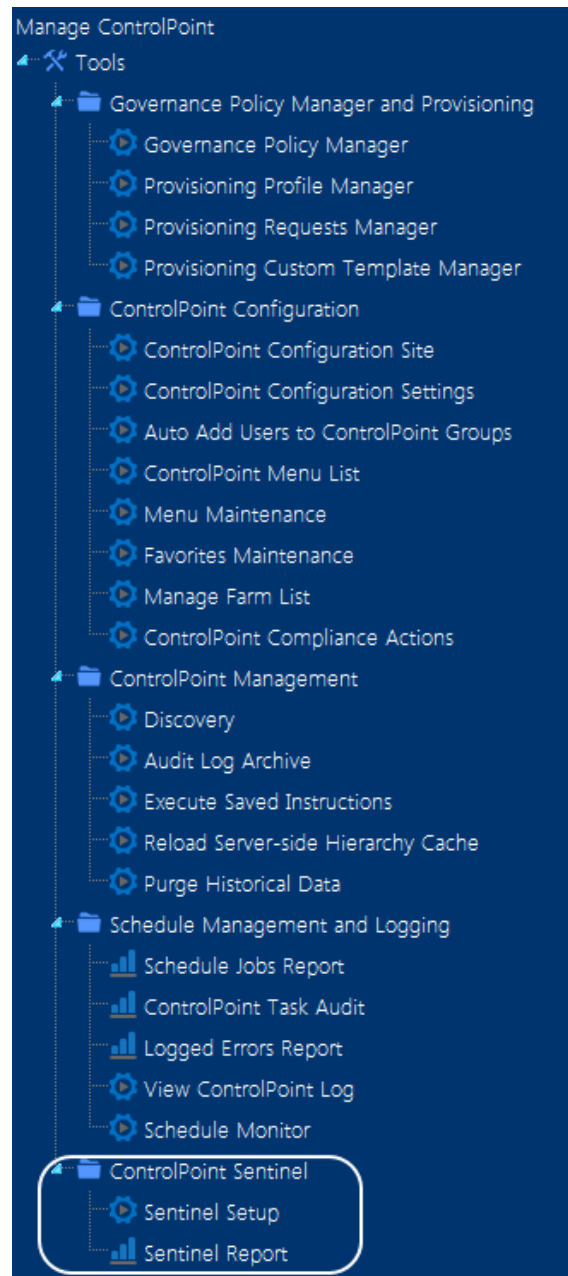 Manage ControlPoint
Tools
Governance Policy Manager and Provisioning
Governance Policy Manager
Provisioning Profile Manager
Provisioning Requests Manager
Provisioning Custom Template Manager
ControlPoint Configuration
ControlPoint Configuration Site
ControlPoint Configuration Settings
Auto Add Users to ControlPoint Groups
ControlPoint Menu List
Menu Maintenance
Favorites Maintenance
Manage Farm List
ControlPoint Compliance Actions
ControlPoint Management
Discovery
Audit Log Archive
Execute Saved Instructions
Reload Server-side Hierarchy Cache
Purge Historical Data
Schedule Management and Logging
Schedule Jobs Report
ControlPoint Task Audit
Logged Errors Report
View ControlPoint Log
Schedule Monitor
ControlPoint Sentinel
Sentinel Setup
Sentinel Report